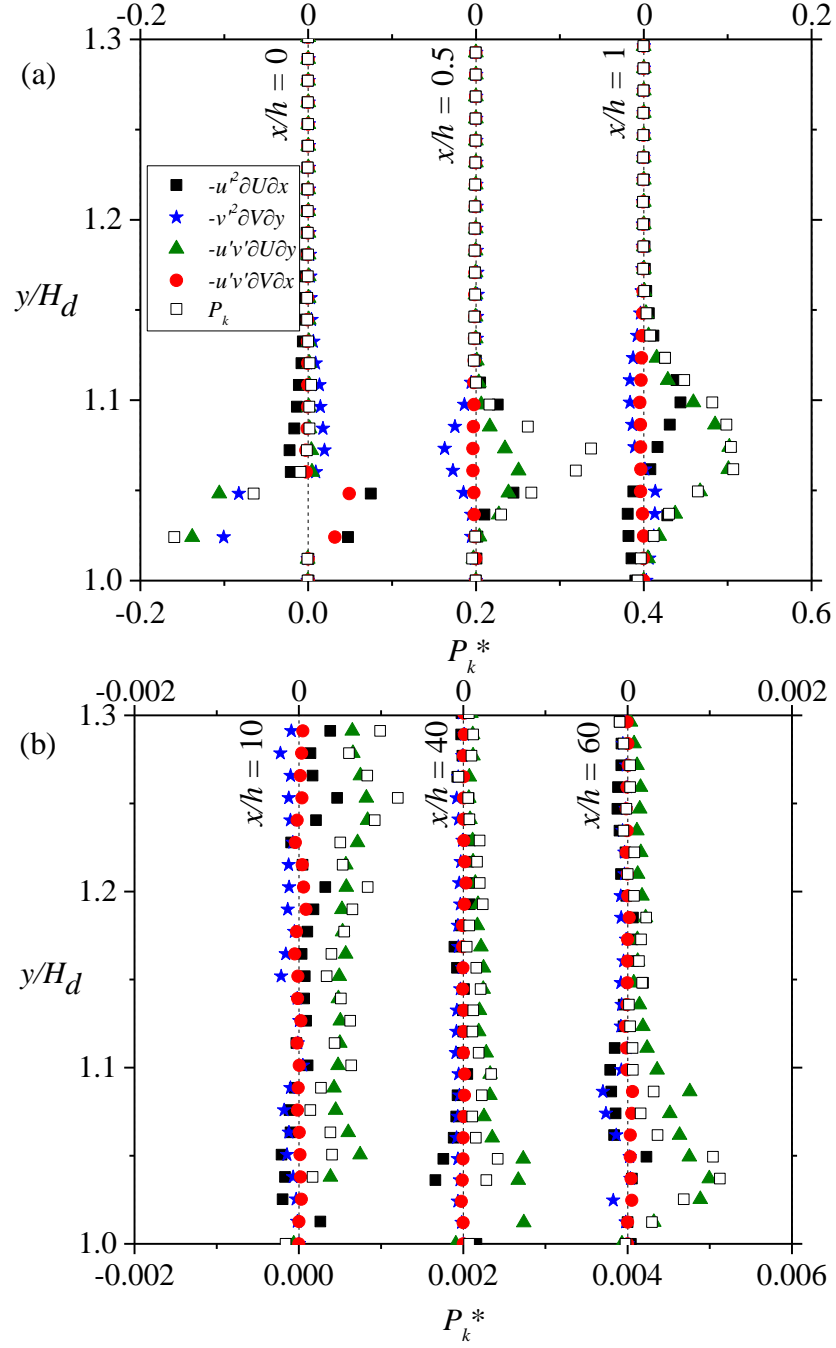 -0.2 0 0 0 0.2
(a)
1.3
1.2
1.1
1.0
y/H_d
x/h = 0
x/h = 0.5
x/h = 1
-u'²∂U∂x
-v'²∂V∂y
-u'v'∂U∂y
-u'v'∂V∂x
P_k
-0.2 0.0 0.2 0.4 0.6
P_k*
-0.002 0 0 0 0.002
(b)
1.3
1.2
1.1
1.0
y/H_d
x/h = 10
x/h = 40
x/h = 60
-0.002 0.000 0.002 0.004 0.006
P_k*